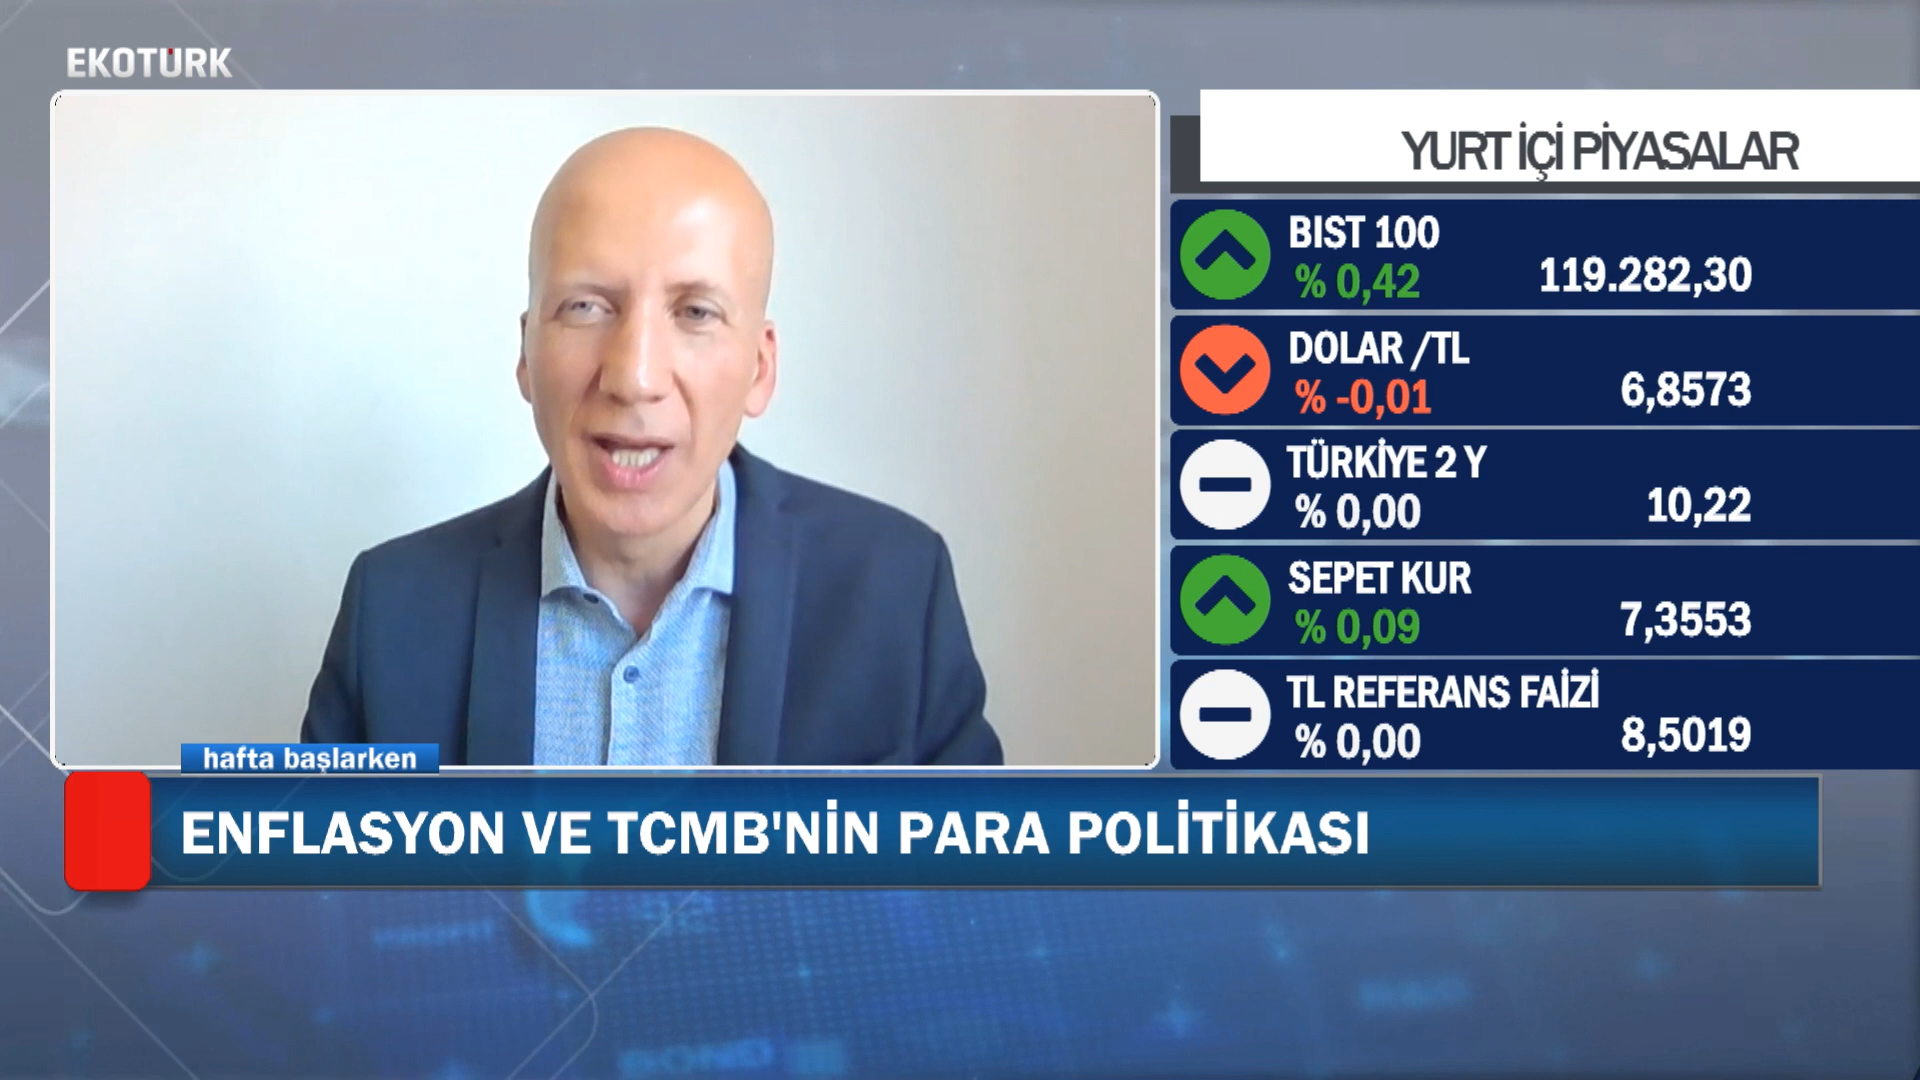 EKOTÜRK
YURT İÇİ PİYASALAR
BIST 100
% 0,42
119.282,30
DOLAR /TL
% -0,01
6,8573
TÜRKİYE 2 Y
% 0,00
10,22
SEPET KUR
% 0,09
7,3553
TL REFERANS FAİZİ
% 0,00
8,5019
hafta başlarken
ENFLASYON VE TCMB'NİN PARA POLİTİKASI
PROFIT
BOND